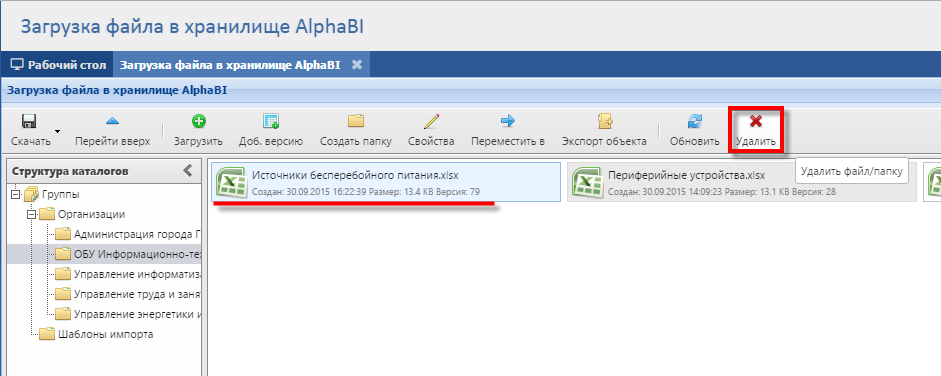 Загрузка файла в хранилище AlphaBI
Рабочий стол Загрузка файла в хранилище AlphaBI
Загрузка файла в хранилище AlphaBI
Скачать Перейти вверх Загрузить Доб. версию Создать папку Свойства Переместить в Экспорт объекта Обновить Удалить
Структура каталогов
Источники бесперебойного питания.xlsx
Создан: 30.09.2015 16:22:39 Размер: 13.4 KB Версия: 79
Периферийные устройства.xlsx
Создан: 30.09.2015 14:09:23 Размер: 13.1 KB Версия: 28
Удалить файл/папку
Группы
Организации
Администрация города Г
ОБУ Информационно-те
Управление информатиза
Управление труда и заня
Управление энергетики и
Шаблоны импорта